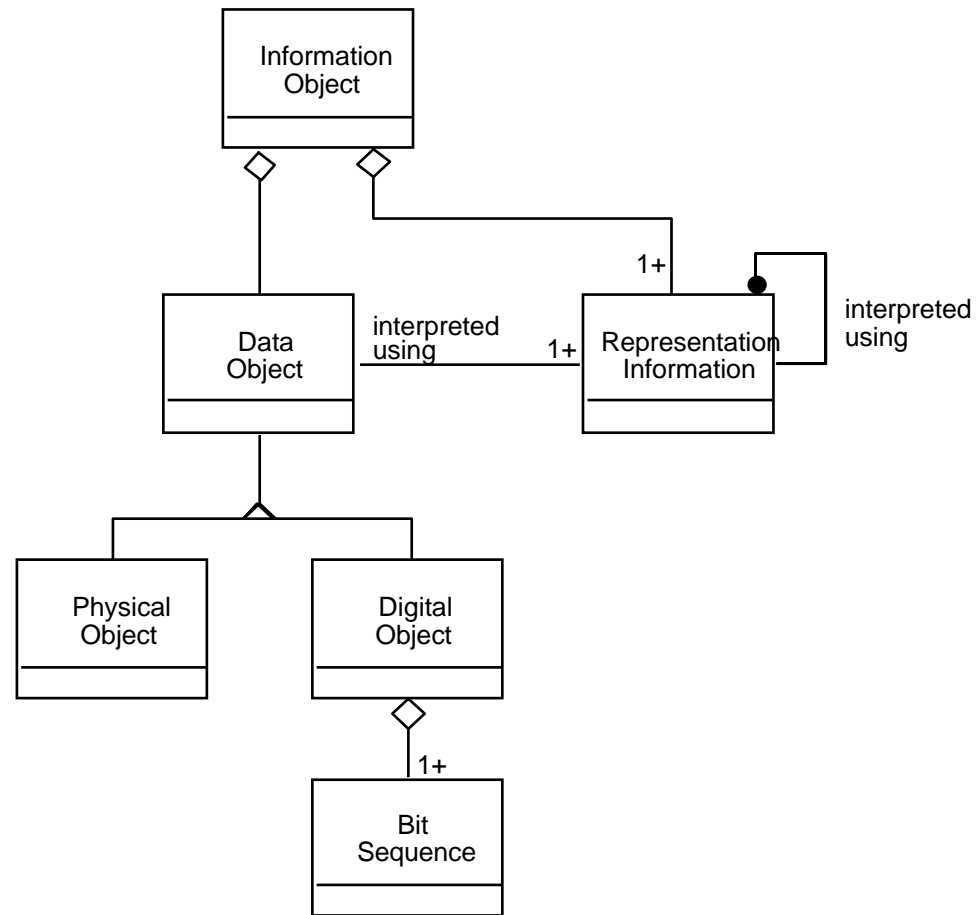 Information
Object
1+
interpreted
using
Data
Object
interpreted
using
1+
Representation
Information
Physical
Object
Digital
Object
1+
Bit
Sequence